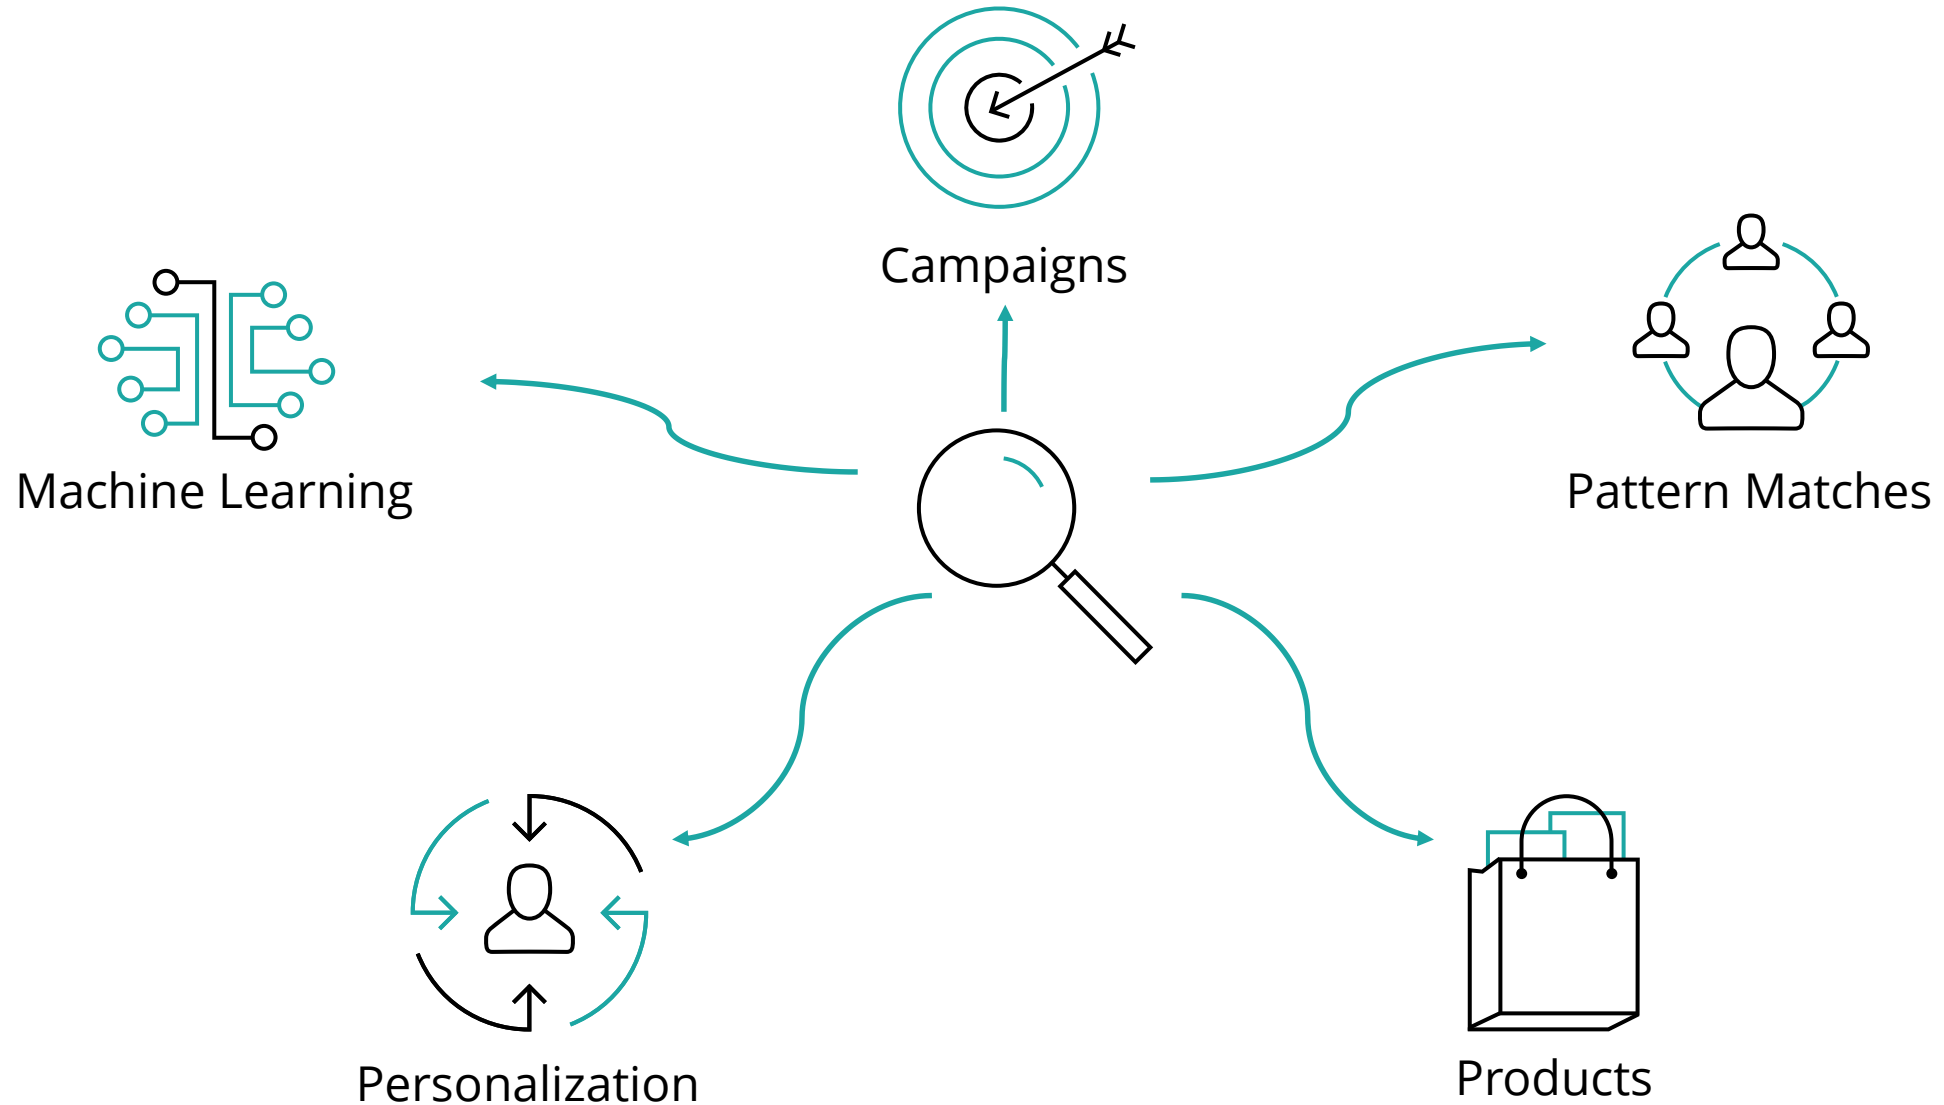 Campaigns
Machine Learning
Pattern Matches
Personalization
Products